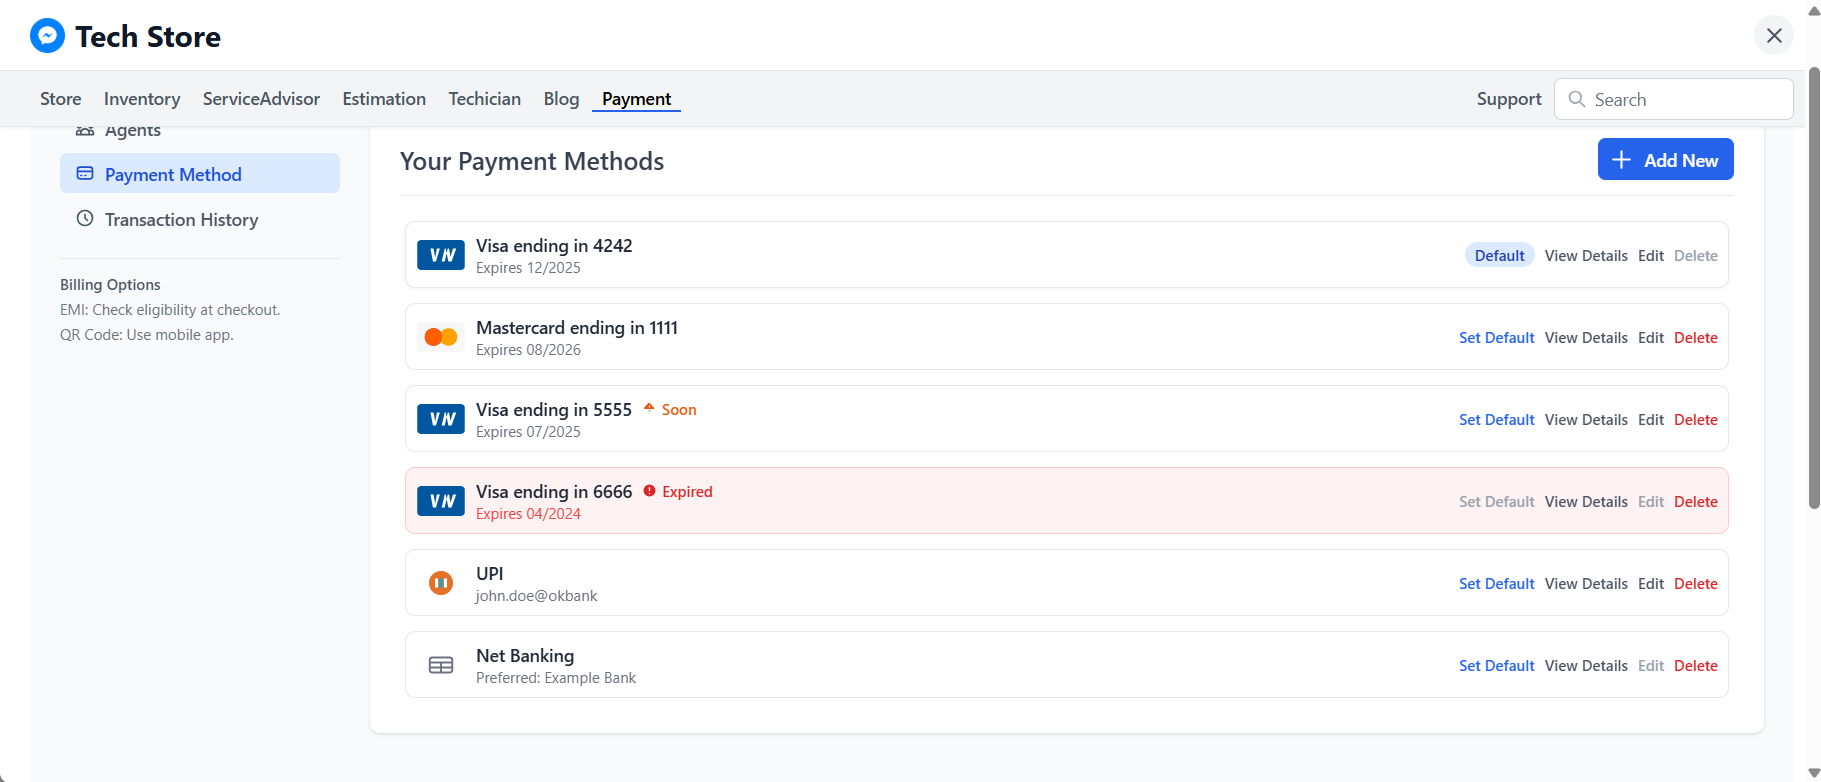 Tech Store
Store Inventory ServiceAdvisor Estimation Techician Blog Payment Support Search
Agents
Payment Method
Transaction History
Billing Options
EMI: Check eligibility at checkout.
QR Code: Use mobile app.
Your Payment Methods
Add New
Visa ending in 4242
Expires 12/2025
Default View Details Edit Delete
Mastercard ending in 1111
Expires 08/2026
Set Default View Details Edit Delete
Visa ending in 5555 Soon
Expires 07/2025
Set Default View Details Edit Delete
Visa ending in 6666 Expired
Expires 04/2024
Set Default View Details Edit Delete
UPI
john.doe@okbank
Set Default View Details Edit Delete
Net Banking
Preferred: Example Bank
Set Default View Details Edit Delete